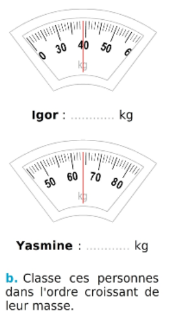 0 30 40 50 6
kg
Igor : ............ kg
50 60 70 80
kg
Yasmine : ............ kg
b. Classe ces personnes
dans l'ordre croissant de
leur masse.